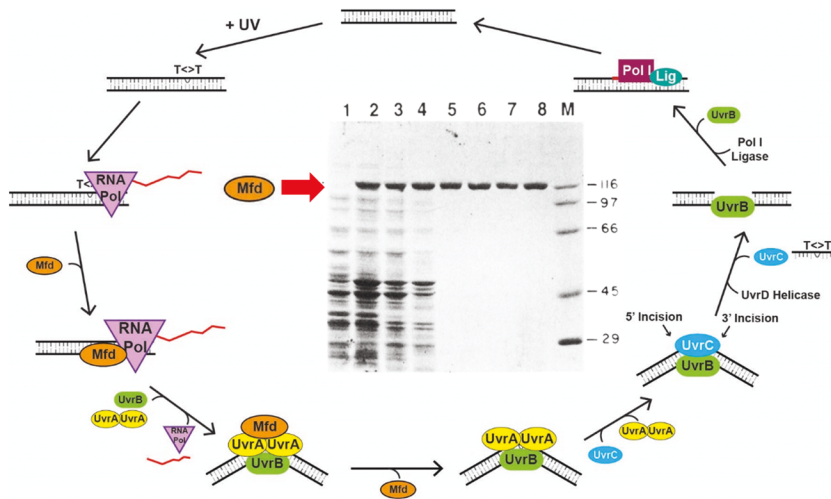 + UV
T<>T
RNA
Pol
T<
Mfd
RNA
Pol
Mfd
UvrB
UvrA UvrA
RNA
Pol
Mfd
UvrA UvrA
UvrB
Mfd
UvrA UvrA
UvrB
UvrC
UvrA UvrA
5' Incision
3' Incision
UvrC
UvrB
UvrC
T<>T
UvrD Helicase
UvrB
UvrB
Pol I
Ligase
Pol I
Lig
Mfd
1 2 3 4 5 6 7 8 M
116
97
66
45
29